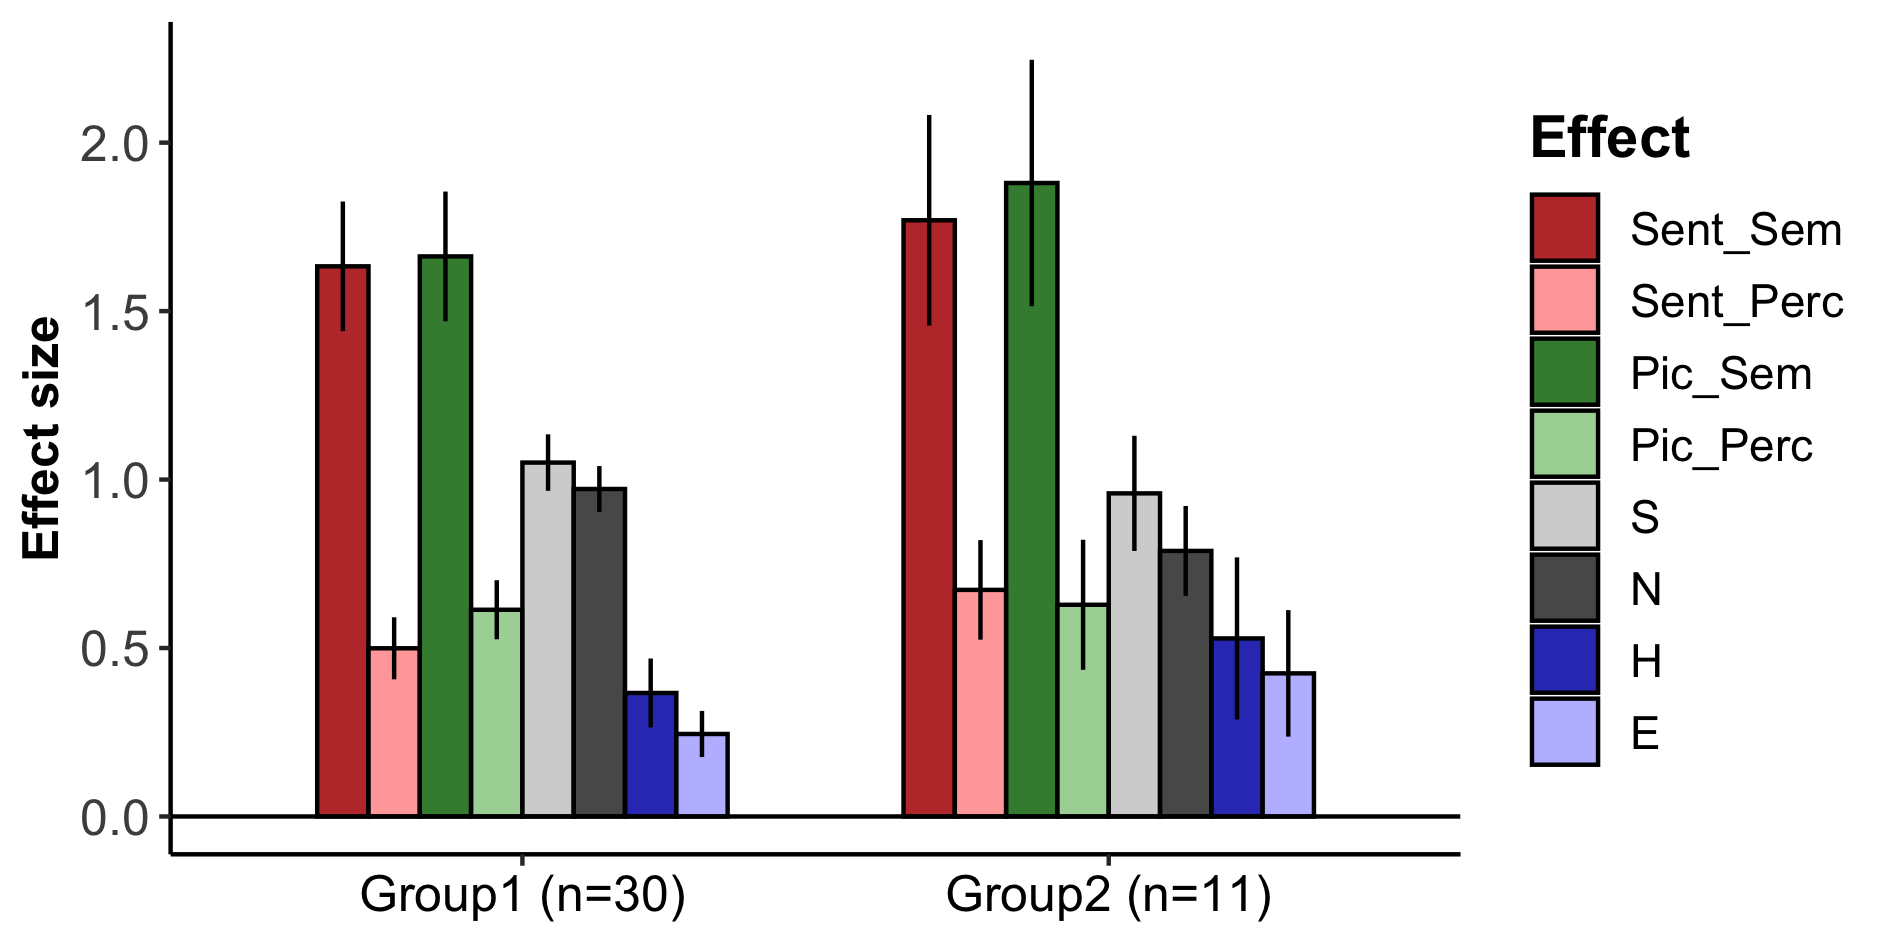 Effect size
2.0
1.5
1.0
0.5
0.0
Group1 (n=30)
Group2 (n=11)
Effect
Sent_Sem
Sent_Perc
Pic_Sem
Pic_Perc
S
N
H
E